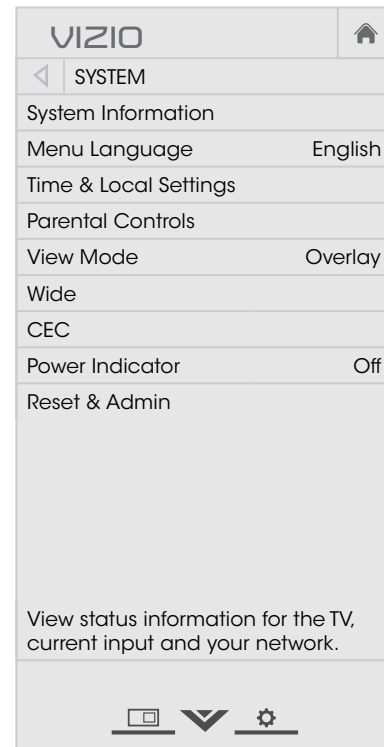 VIZIO
SYSTEM
System Information
Menu Language English
Time & Local Settings
Parental Controls
View Mode Overlay
Wide
CEC
Power Indicator Off
Reset & Admin
View status information for the TV,
current input and your network.